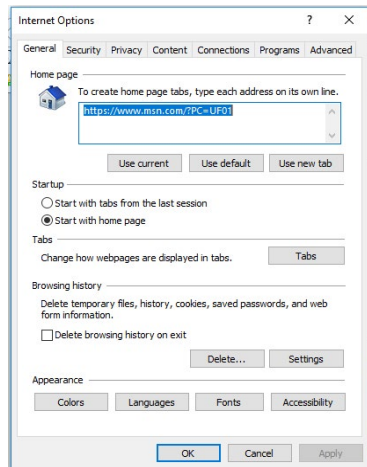 Internet Options ? X
General Security Privacy Content Connections Programs Advanced
Home page
To create home page tabs, type each address on its own line.
https://www.msn.com/?PC=UF01
Use current Use default Use new tab
Startup
Start with tabs from the last session
Start with home page
Tabs
Change how webpages are displayed in tabs. Tabs
Browsing history
Delete temporary files, history, cookies, saved passwords, and web
form information.
Delete browsing history on exit
Delete... Settings
Appearance
Colors Languages Fonts Accessibility
OK Cancel Apply